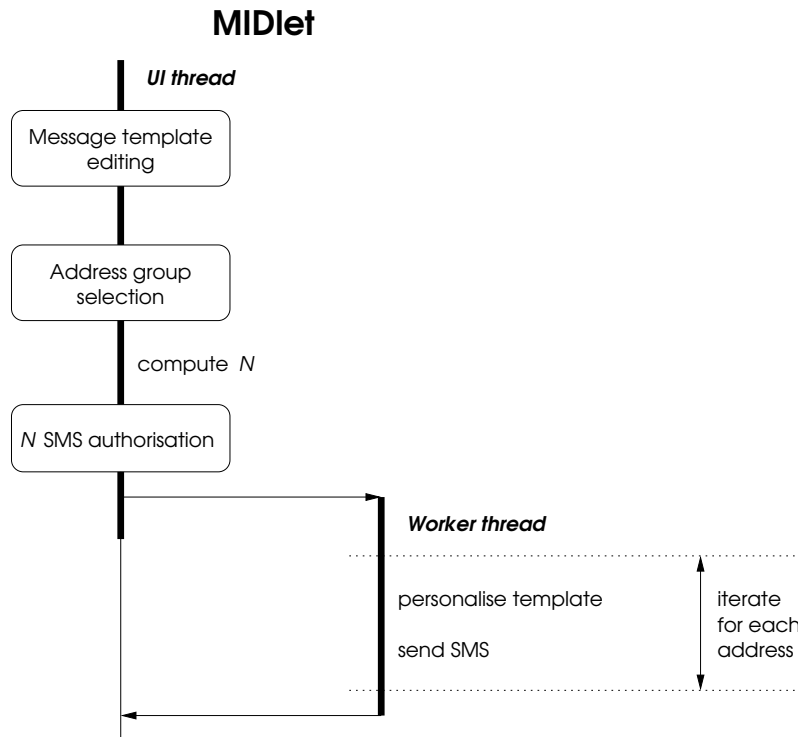 MIDlet
UI thread
Message template
editing
Address group
selection
compute N
N SMS authorisation
Worker thread
personalise template
send SMS
iterate
for each
address